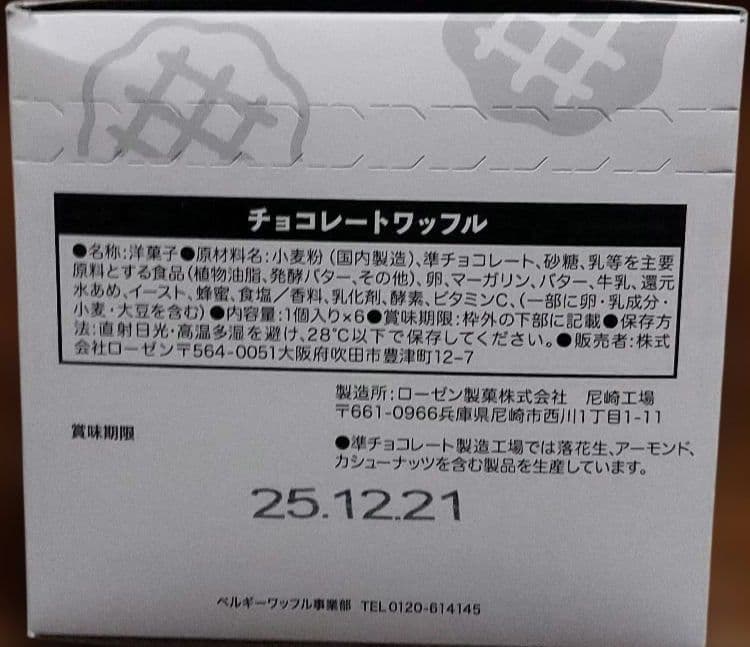 チョコレートワッフル
●名称:洋菓子●原材料名:小麦粉(国内製造)、準チョコレート、砂糖、乳等を主要
原料とする食品(植物油脂、発酵バター、その他)、卵、マーガリン、バター、牛乳、還元
水あめ、イースト、蜂蜜、食塩/香料、乳化剤、酵素、ビタミンC、(一部に卵・乳成分・
小麦・大豆を含む)●内容量:1個入り×6●賞味期限:枠外の下部に記載●保存方
法:直射日光・高温多湿を避け、28℃以下で保存してください。●販売者:株式
会社ローゼン〒564-0051大阪府吹田市豊津町12-7
製造所:ローゼン製菓株式会社 尼崎工場
〒661-0966兵庫県尼崎市西川1丁目1-11
賞味期限
●準チョコレート製造工場では落花生、アーモンド、
カシューナッツを含む製品を生産しています。
25.12.21
ベルギーワッフル事業部 TEL0120-614145